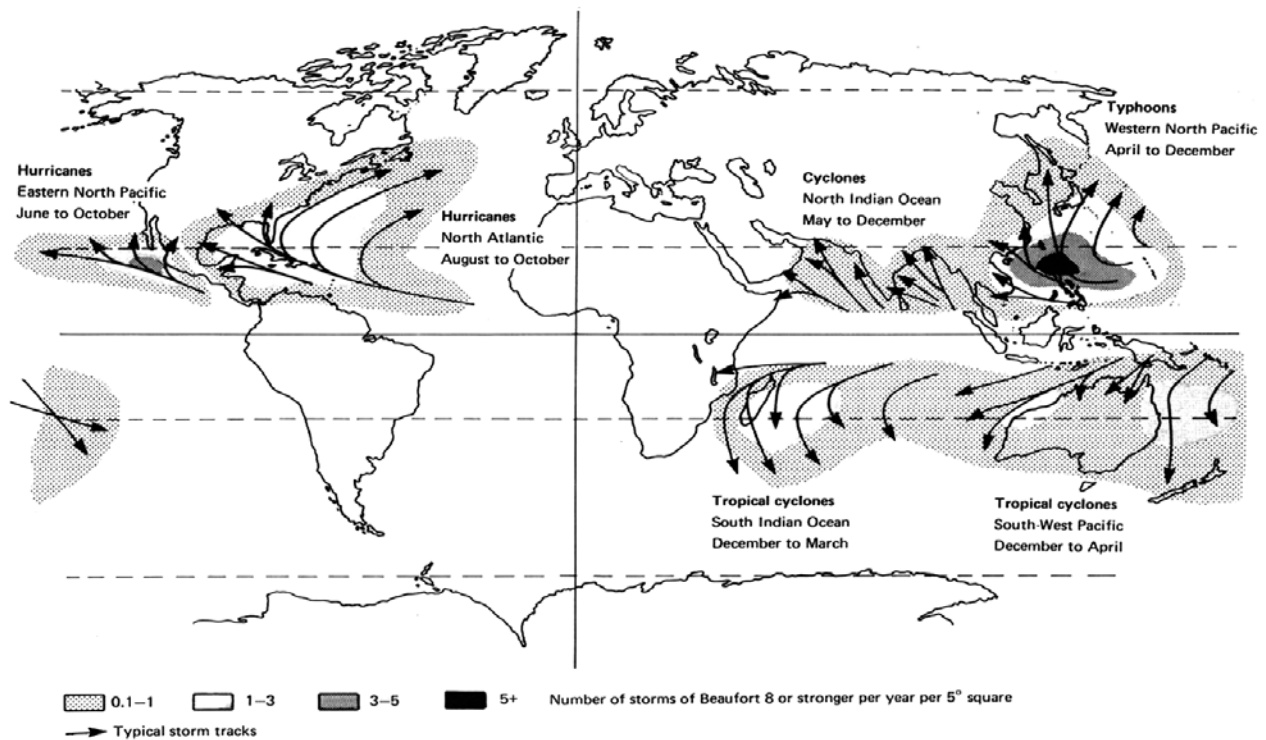 Typhoons
Western North Pacific
April to December
Hurricanes
Eastern North Pacific
June to October
Cyclones
North Indian Ocean
May to December
Hurricanes
North Atlantic
August to October
Tropical cyclones
South Indian Ocean
December to March
Tropical cyclones
South-West Pacific
December to April
0.1–1 1–3 3–5 5+ Number of storms of Beaufort 8 or stronger per year per 5° square
Typical storm tracks